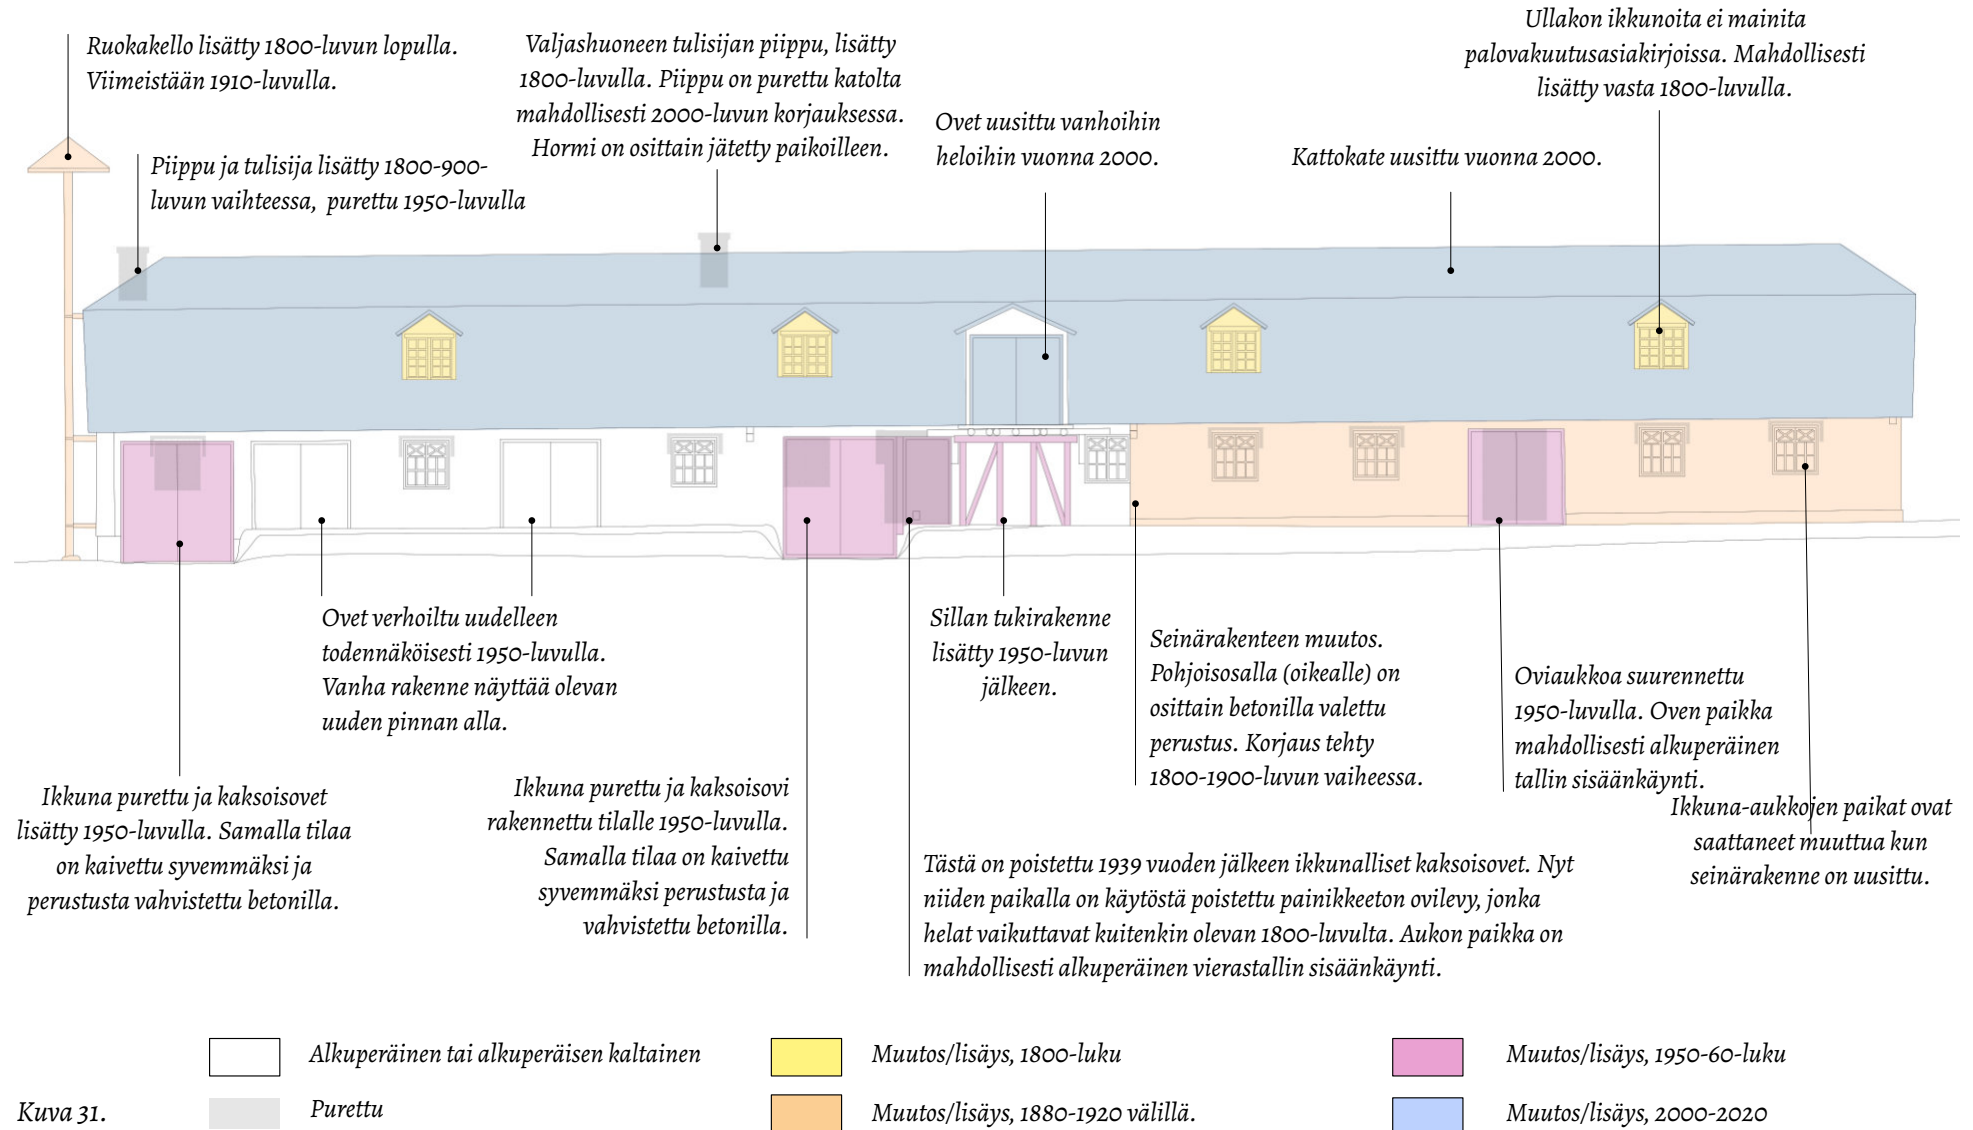 Ruokakello lisätty 1800-luvun lopulla.
Viimeistään 1910-luvulla.
Piippu ja tulisija lisätty 1800-900-
luvun vaihteessa, purettu 1950-luvulla
Valjashuoneen tulisijan piippu, lisätty
1800-luvulla. Piippu on purettu katolta
mahdollisesti 2000-luvun korjauksessa.
Hormi on osittain jätetty paikoilleen.
Ovet uusittu vanhoihin
heloihin vuonna 2000.
Kattokate uusittu vuonna 2000.
Ullakon ikkunoita ei mainita
palovakuutusasiakirjoissa. Mahdollisesti
lisätty vasta 1800-luvulla.
Ikkuna purettu ja kaksoisovet
lisätty 1950-luvulla. Samalla tilaa
on kaivettu syvemmäksi ja
perustusta vahvistettu betonilla.
Ovet verhoiltu uudelleen
todennäköisesti 1950-luvulla.
Vanha rakenne näyttää olevan
uuden pinnan alla.
Ikkuna purettu ja kaksoisovi
rakennettu tilalle 1950-luvulla.
Samalla tilaa on kaivettu
syvemmäksi perustusta ja
vahvistettu betonilla.
Sillan tukirakenne
lisätty 1950-luvun
jälkeen.
Tästä on poistettu 1939 vuoden jälkeen ikkunalliset kaksoisovet. Nyt
niiden paikalla on käytöstä poistettu painikkeeton ovilevy, jonka
helat vaikuttavat kuitenkin olevan 1800-luvulta. Aukon paikka on
mahdollisesti alkuperäinen vierastallin sisäänkäynti.
Seinärakenteen muutos.
Pohjoisosalla (oikealle) on
osittain betonilla valettu
perustus. Korjaus tehty
1800-1900-luvun vaiheessa.
Oviaukkoa suurennettu
1950-luvulla. Oven paikka
mahdollisesti alkuperäinen
tallin sisäänkäynti.
Ikkuna-aukkojen paikat ovat
saattaneet muuttua kun
seinärakenne on uusittu.
Kuva 31.
Alkuperäinen tai alkuperäisen kaltainen
Purettu
Muutos/lisäys, 1800-luku
Muutos/lisäys, 1880-1920 välillä.
Muutos/lisäys, 1950-60-luku
Muutos/lisäys, 2000-2020